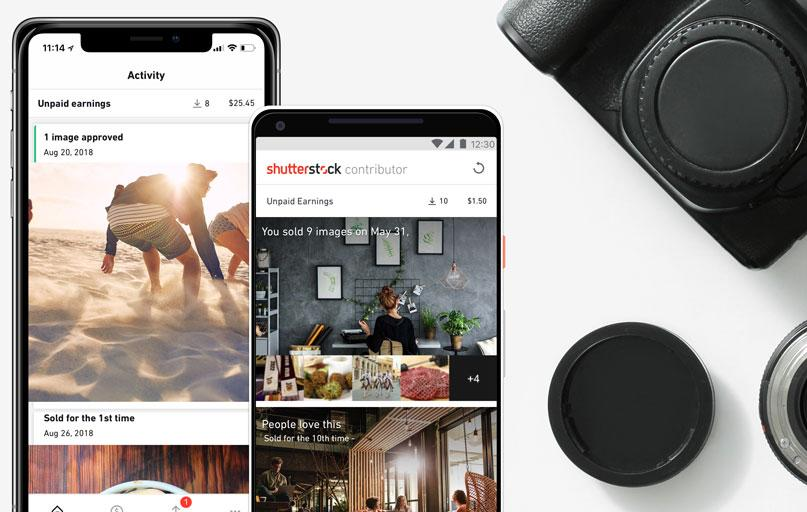 11:14
Activity
Unpaid earnings 8 $25.45
1 image approved
Aug 20, 2018
Sold for the 1st time
Aug 26, 2018
1
12:30
shutterstock contributor
Unpaid Earnings 10 $1.50
You sold 9 images on May 31,
+4
People love this
Sold for the 10th time -